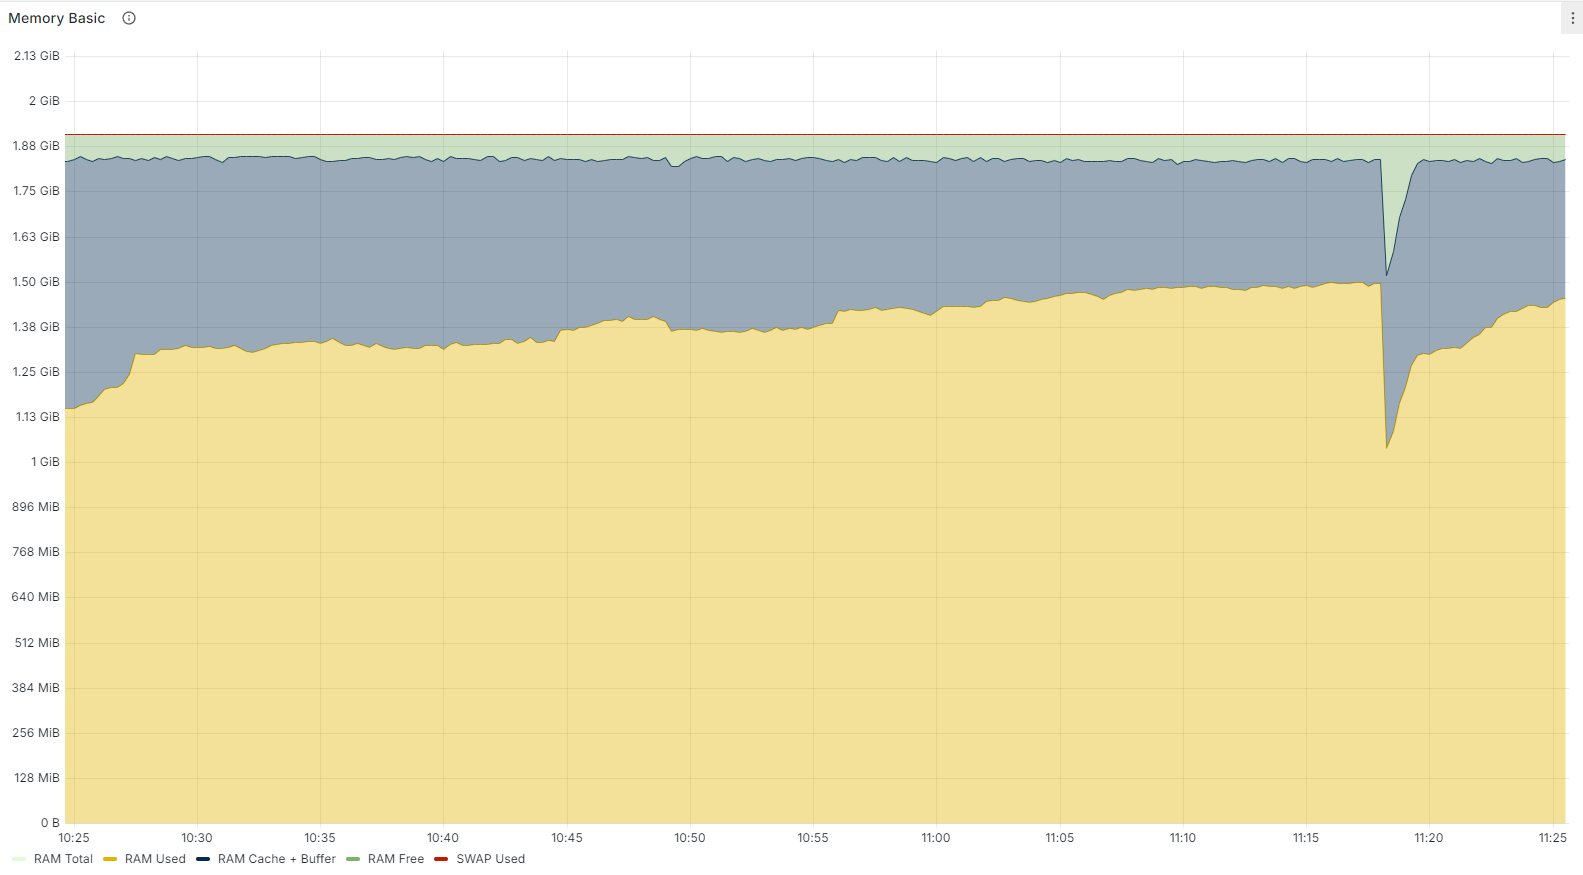 Memory Basic
2.13 GiB
2 GiB
1.88 GiB
1.75 GiB
1.63 GiB
1.50 GiB
1.38 GiB
1.25 GiB
1.13 GiB
1 GiB
896 MiB
768 MiB
640 MiB
512 MiB
384 MiB
256 MiB
128 MiB
0 B
10:25 10:30 10:35 10:40 10:45 10:50 10:55 11:00 11:05 11:10 11:15 11:20 11:25
RAM Total RAM Used RAM Cache + Buffer RAM Free SWAP Used